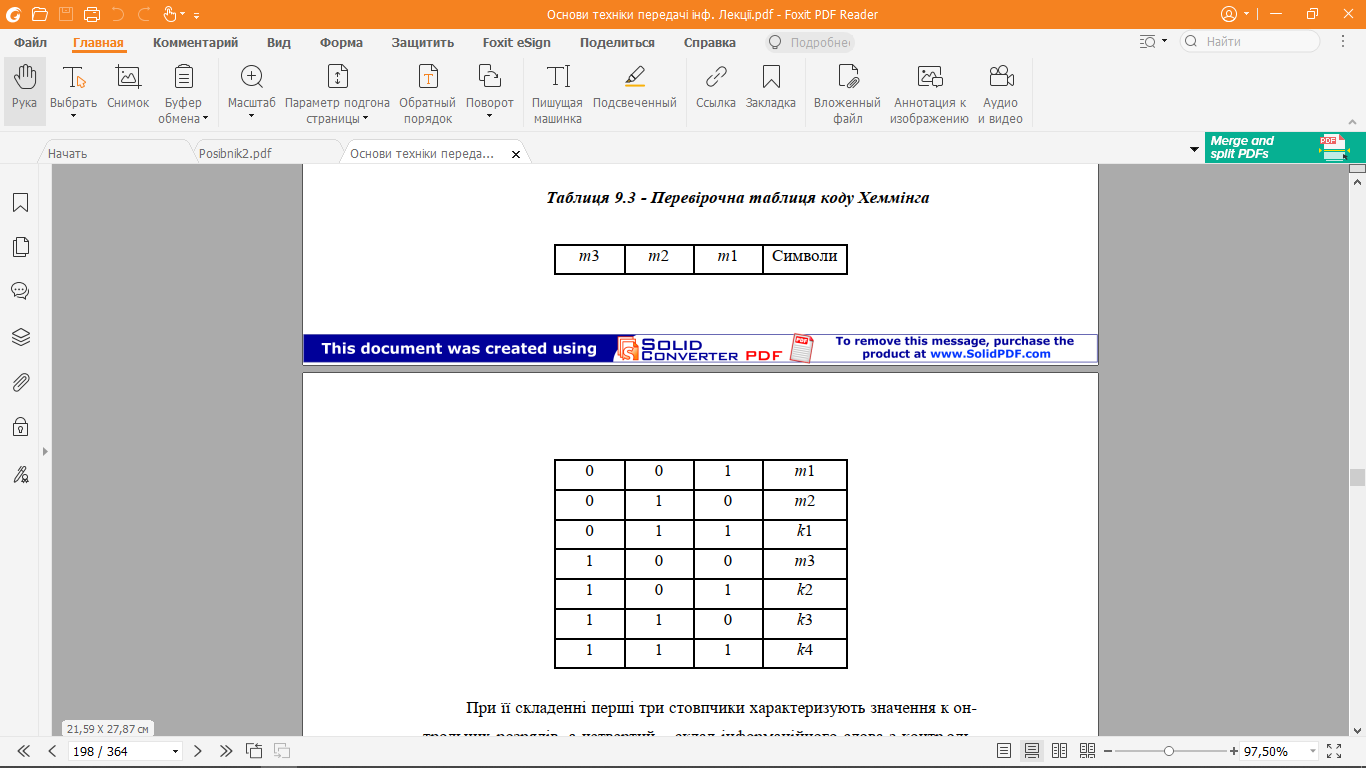 Основи техніки передачі інф. Лекції.pdf - Foxit PDF Reader
Файл Главная Комментарий Вид Форма Защитить Foxit eSign Поделиться Справка Подробнее Найти
Рука Выбрать Снимок Буфер обмена Масштаб Параметр подгона страницы Обратный порядок Поворот Пишущая машинка Подсвеченный Ссылка Закладка Вложенный файл Аннотация к изображению Аудио и видео
Начать Posibnik2.pdf Основи техніки переда...
Merge and
split PDFs
PDF
Таблиця 9.3 - Перевірочна таблиця коду Хеммінга
m3 m2 m1 Символи
This document was created using SOLID CONVERTER PDF
To remove this message, purchase the
product at www.SolidPDF.com
0 0 1 m1
0 1 0 m2
0 1 1 k1
1 0 0 m3
1 0 1 k2
1 1 0 k3
1 1 1 k4
При її складенні перші три стовпчики характеризують значення к он-
21,59 X 27,87 см
198 / 364
97,50%